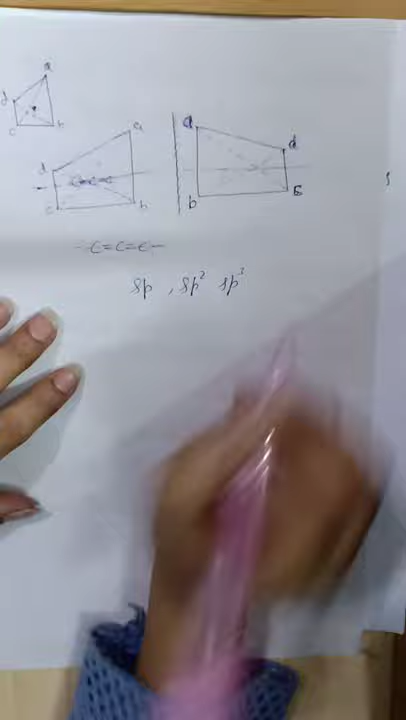 a
d
c b
a a
d d
C=C=C
c b b
C=C=C
sp , sp² sp³